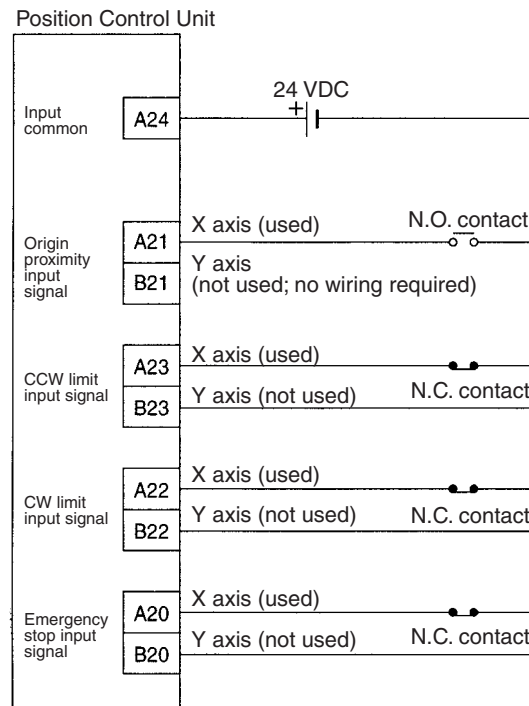 Position Control Unit
24 VDC
+
Input
common
A24
X axis (used)
N.O. contact
Origin
proximity
input
signal
A21
B21
Y axis
(not used; no wiring required)
X axis (used)
CCW limit
input signal
A23
B23
Y axis (not used)
N.C. contact
X axis (used)
CW limit
input signal
A22
B22
Y axis (not used)
N.C. contact
X axis (used)
Emergency
stop input
signal
A20
B20
Y axis (not used)
N.C. contact